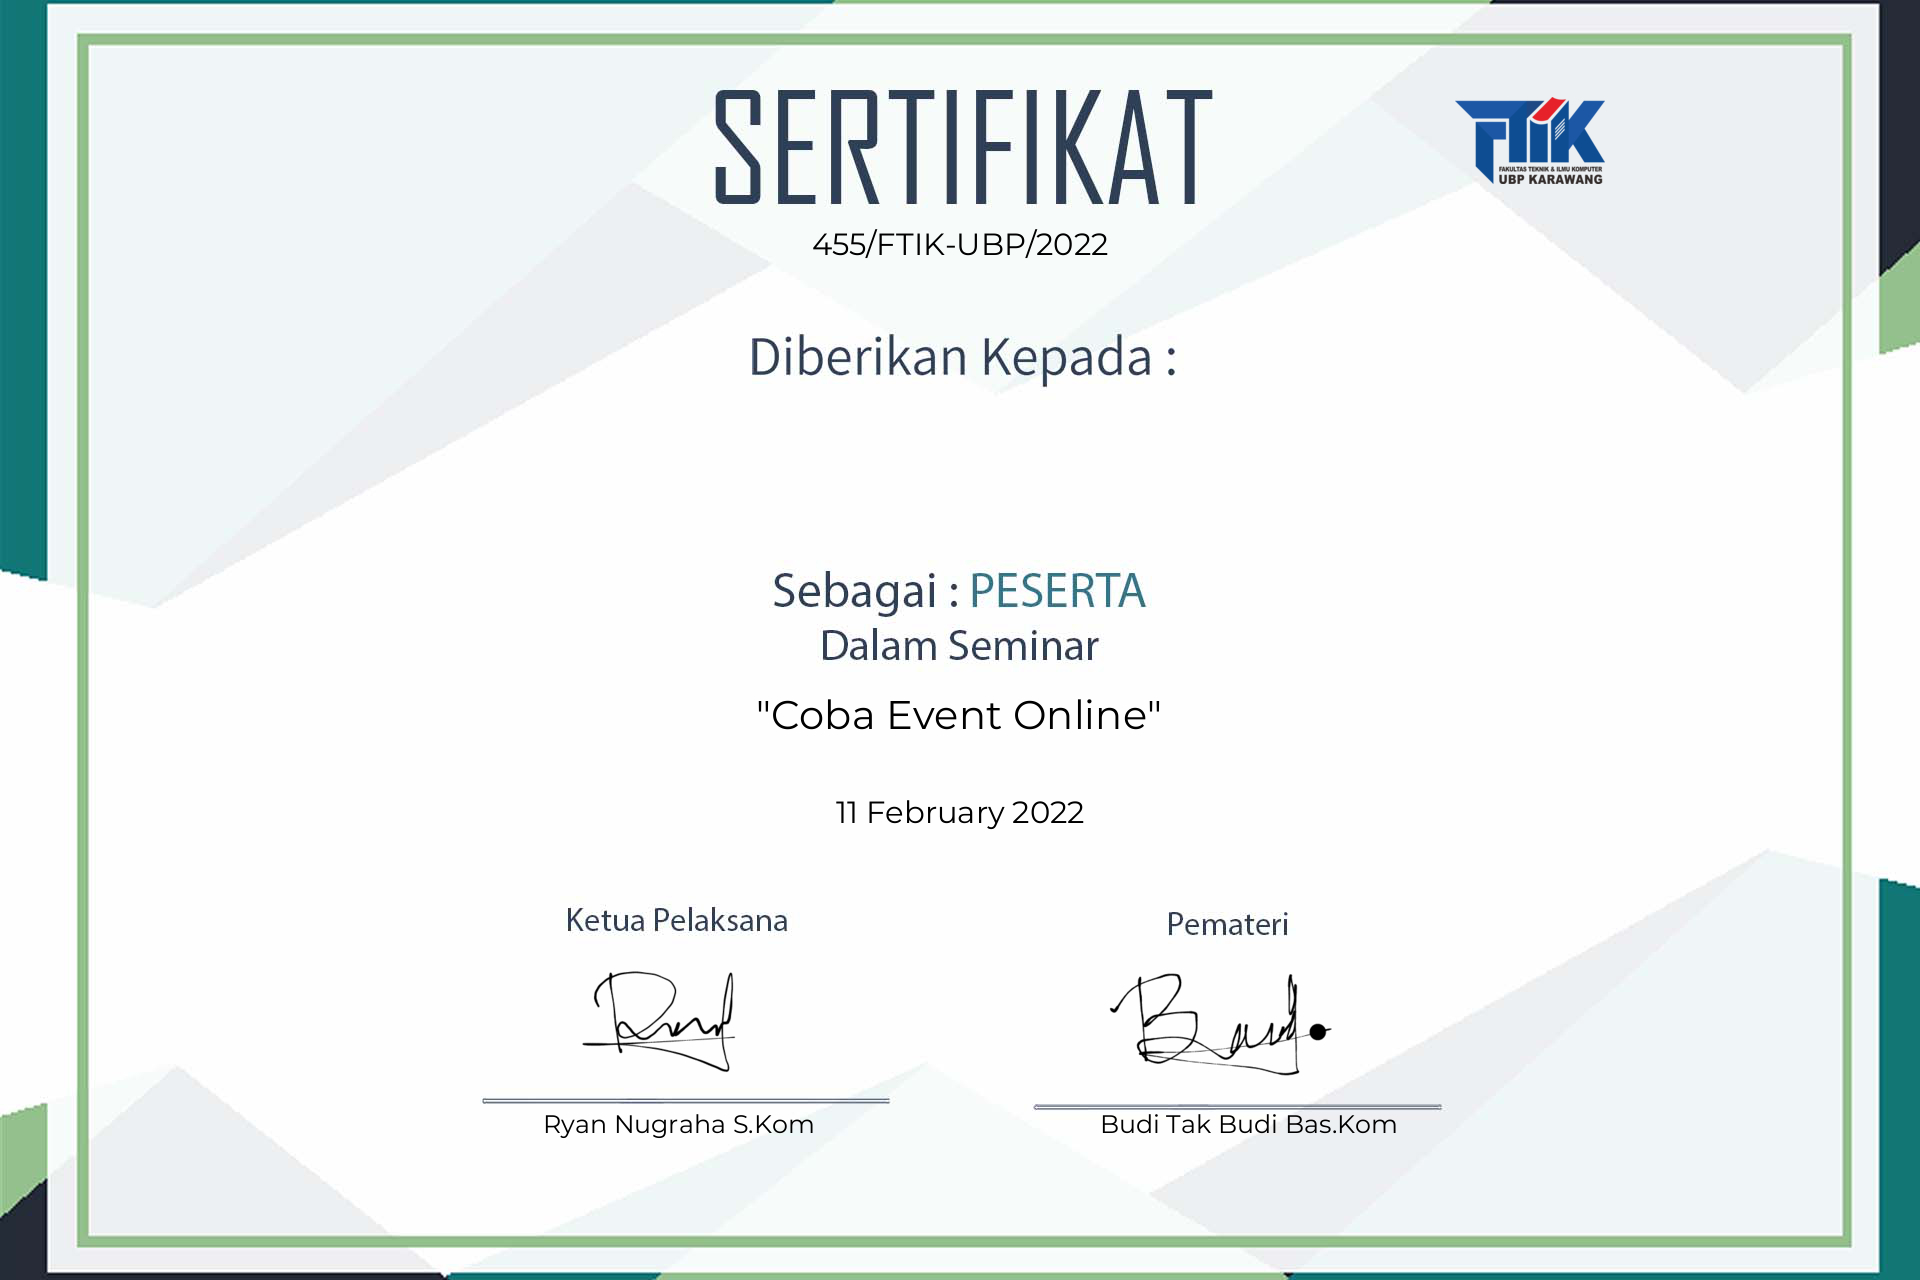 SERTIFIKAT
FTIK
FAKULTAS TEKNIK & ILMU KOMPUTER
UBP KARAWANG
455/FTIK-UBP/2022
Diberikan Kepada :
Sebagai : PESERTA
Dalam Seminar
"Coba Event Online"
11 February 2022
Ketua Pelaksana
Pemateri
Ryan Nugraha S.Kom
Budi Tak Budi Bas.Kom